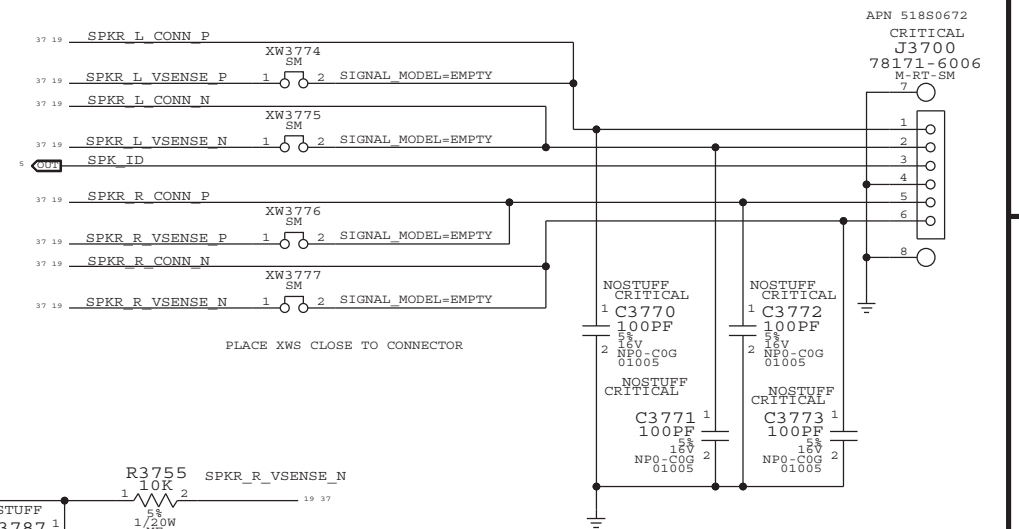 APN 518S0672
CRITICAL
J3700
78171-6006
M-RT-SM
37 19 SPKR_L_CONN_P
XW3774
SM
37 19 SPKR_L_VSENSE_P 1 2 SIGNAL_MODEL=EMPTY
37 19 SPKR_L_CONN_N
XW3775
SM
37 19 SPKR_L_VSENSE_N 1 2 SIGNAL_MODEL=EMPTY
5 OUT SPK_ID
37 19 SPKR_R_CONN_P
XW3776
SM
37 19 SPKR_R_VSENSE_P 1 2 SIGNAL_MODEL=EMPTY
37 19 SPKR_R_CONN_N
XW3777
SM
37 19 SPKR_R_VSENSE_N 1 2 SIGNAL_MODEL=EMPTY
7
1
2
3
4
5
6
8
PLACE XWS CLOSE TO CONNECTOR
NOSTUFF
CRITICAL
1 C3770
100PF
5%
16V
2 NP0-C0G
01005
NOSTUFF
CRITICAL
1 C3772
100PF
5%
16V
2 NP0-C0G
01005
NOSTUFF
CRITICAL
C3771 1
100PF
5%
16V 2
NP0-C0G
01005
NOSTUFF
CRITICAL
C3773 1
100PF
5%
16V 2
NP0-C0G
01005
R3755
10K
1 2
5%
1/20W
SPKR_R_VSENSE_N
19 37
STUFF
3787 1